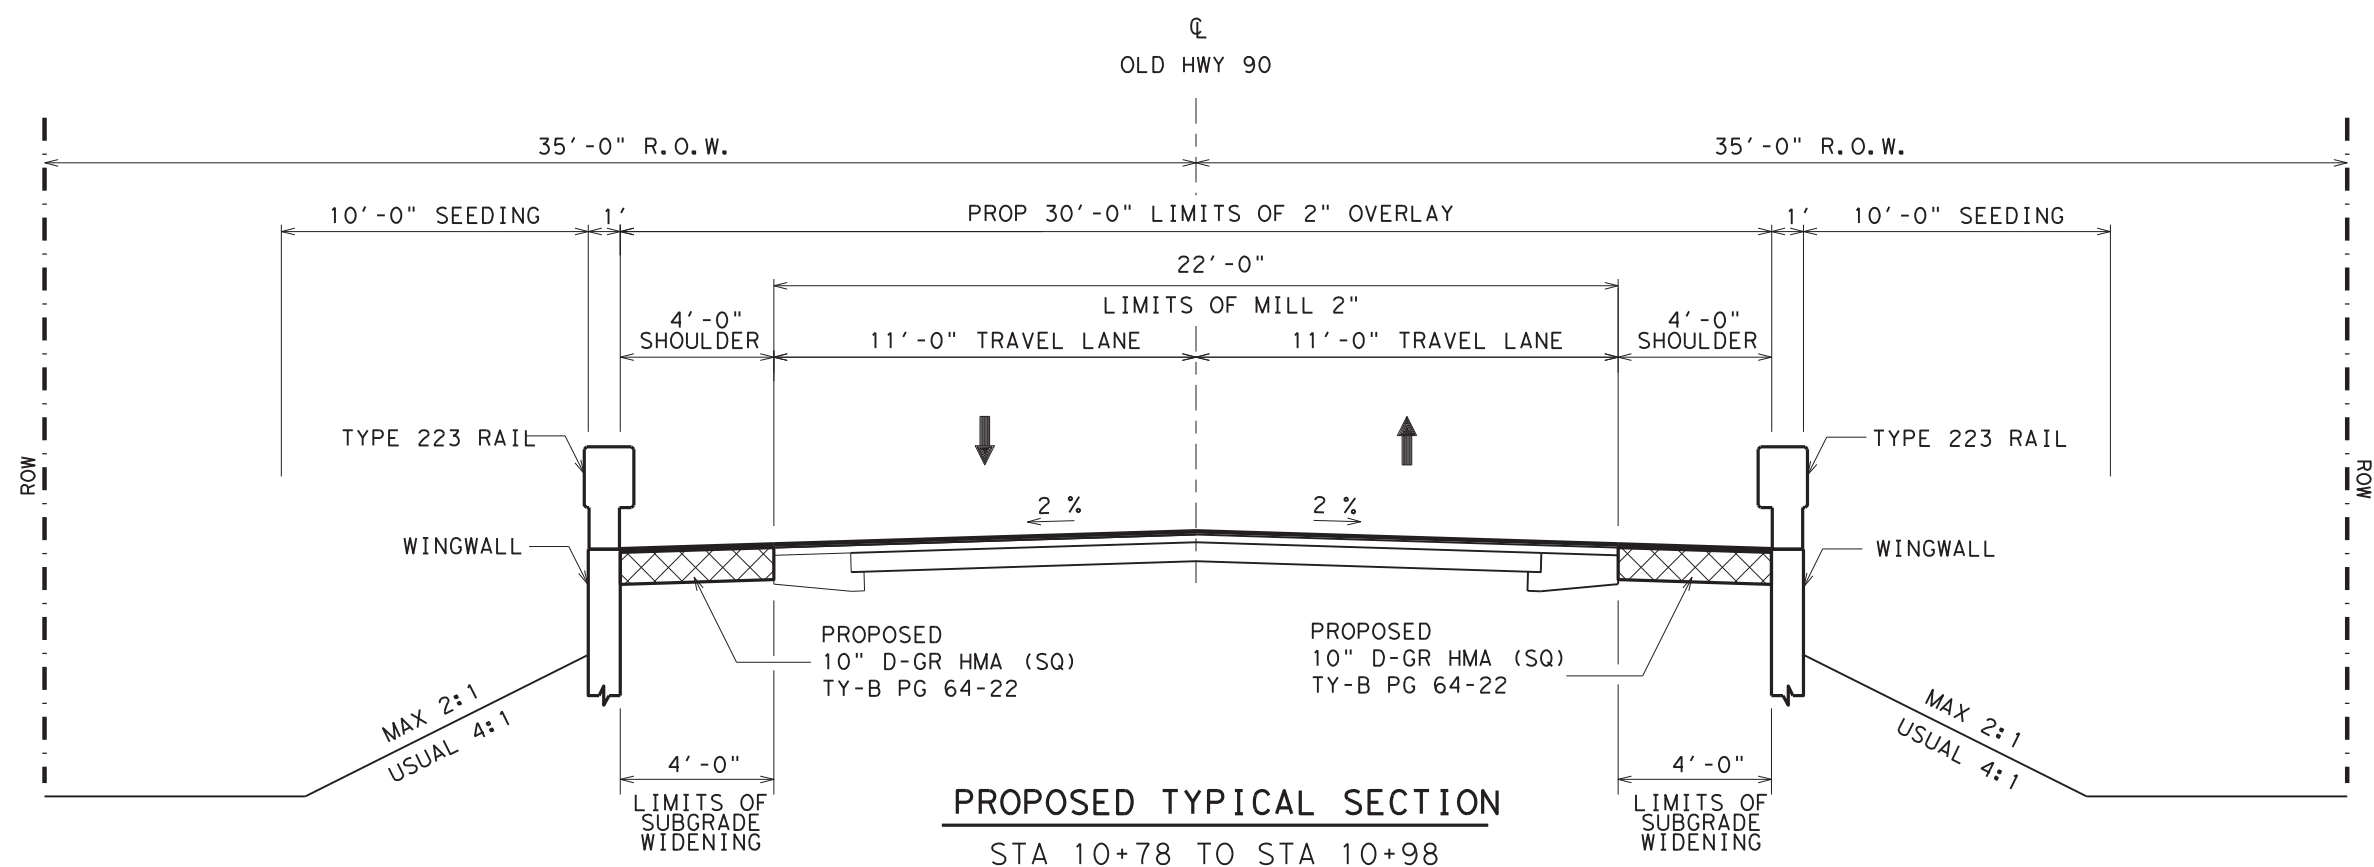 ℄
OLD HWY 90
35'-0" R.O.W.
35'-0" R.O.W.
10'-0" SEEDING
1'
PROP 30'-0" LIMITS OF 2" OVERLAY
1'
10'-0" SEEDING
22'-0"
LIMITS OF MILL 2"
4'-0"
SHOULDER
11'-0" TRAVEL LANE
11'-0" TRAVEL LANE
4'-0"
SHOULDER
TYPE 223 RAIL
TYPE 223 RAIL
ROW
ROW
2 %
2 %
WINGWALL
WINGWALL
PROPOSED
10" D-GR HMA (SQ)
TY-B PG 64-22
PROPOSED
10" D-GR HMA (SQ)
TY-B PG 64-22
MAX 2:1
USUAL 4:1
MAX 2:1
USUAL 4:1
4'-0"
LIMITS OF
SUBGRADE
WIDENING
4'-0"
LIMITS OF
SUBGRADE
WIDENING
PROPOSED TYPICAL SECTION
STA 10+78 TO STA 10+98